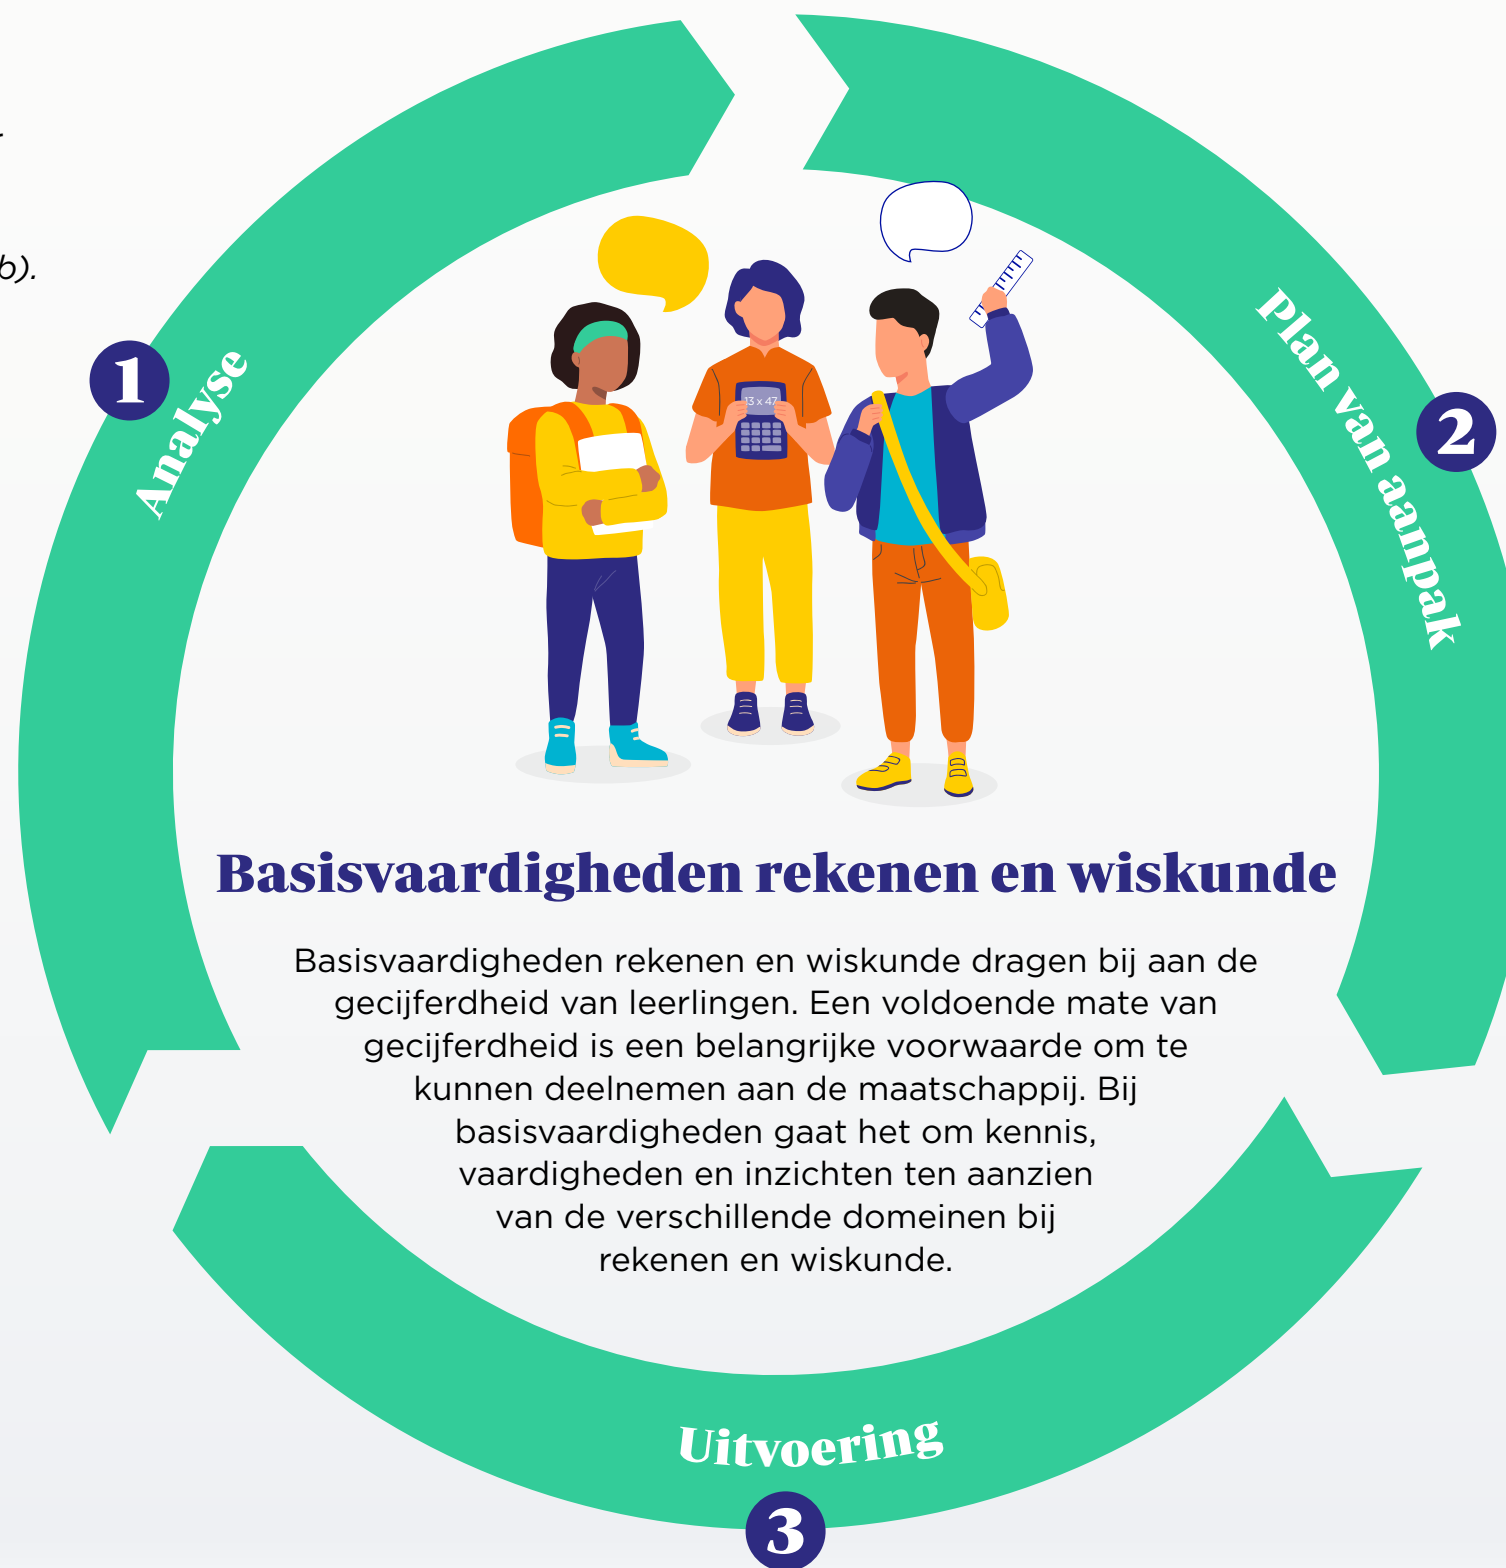 b).
1
Analyse
Plan van aanpak
2
13 x 47
Basisvaardigheden rekenen en wiskunde
Basisvaardigheden rekenen en wiskunde dragen bij aan de
gecijferdheid van leerlingen. Een voldoende mate van
gecijferdheid is een belangrijke voorwaarde om te
kunnen deelnemen aan de maatschappij. Bij
basisvaardigheden gaat het om kennis,
vaardigheden en inzichten ten aanzien
van de verschillende domeinen bij
rekenen en wiskunde.
Uitvoering
3